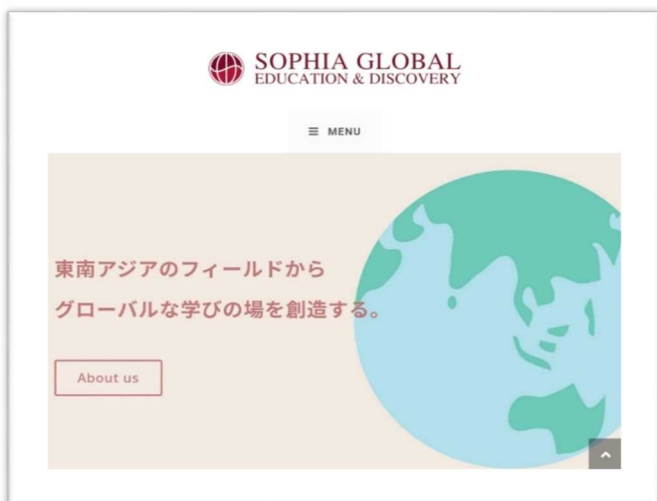 SOPHIA GLOBAL
EDUCATION & DISCOVERY
≡ MENU
東南アジアのフィールドから
グローバルな学びの場を創造する。
About us